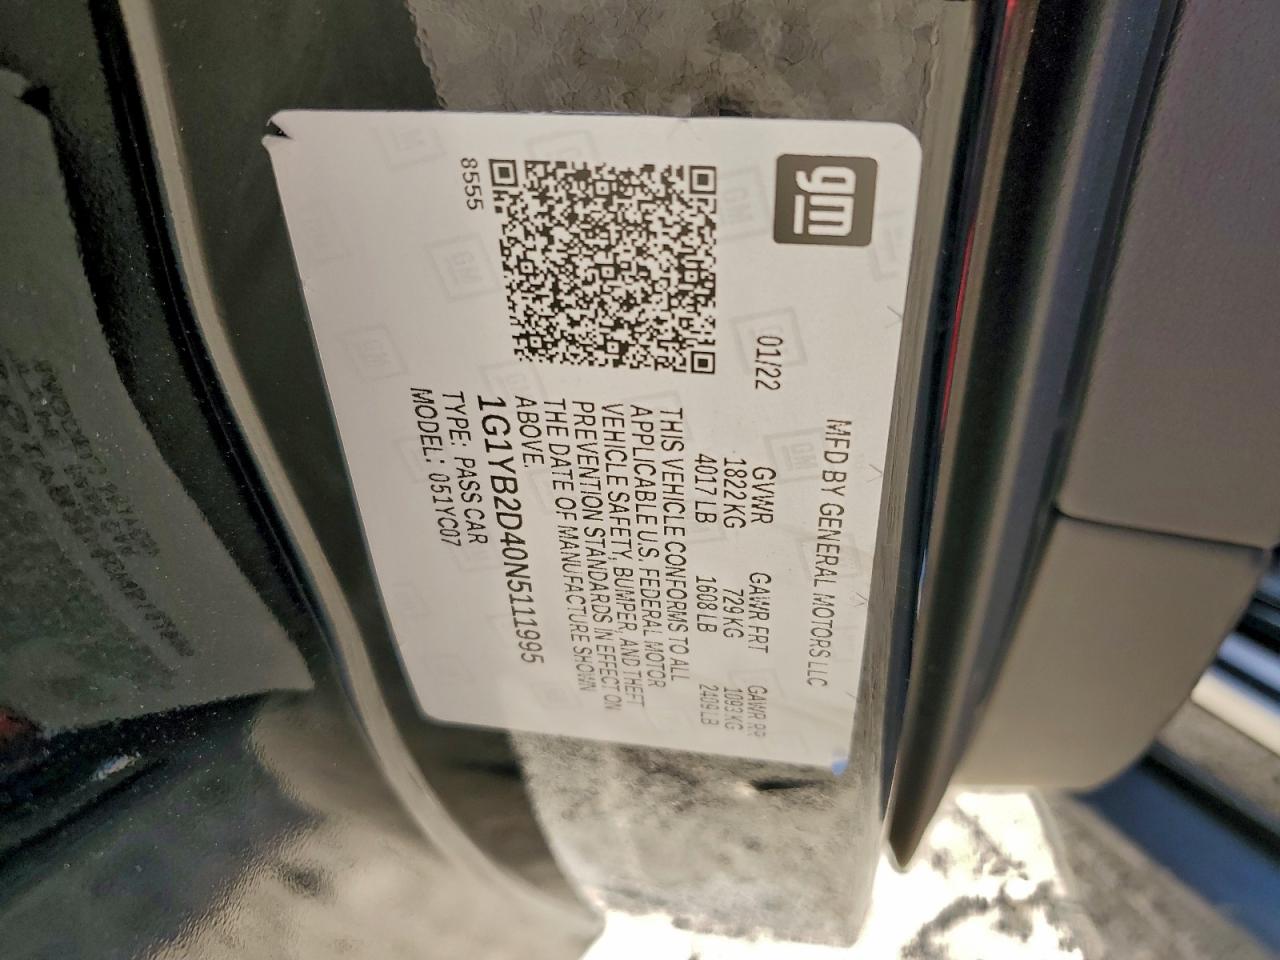 gm
MFD BY GENERAL MOTORS LLC
01/22
GVWR GAWR FRT GAWR RR
1822 KG 729 KG 1093 KG
4017 LB 1608 LB 2409 LB
THIS VEHICLE CONFORMS TO ALL
APPLICABLE U.S. FEDERAL MOTOR
VEHICLE SAFETY, BUMPER, AND THEFT
PREVENTION STANDARDS IN EFFECT ON
THE DATE OF MANUFACTURE SHOWN
ABOVE.
1G1YB2D40N5111995
TYPE: PASS CAR
MODEL: 051YC07
8555